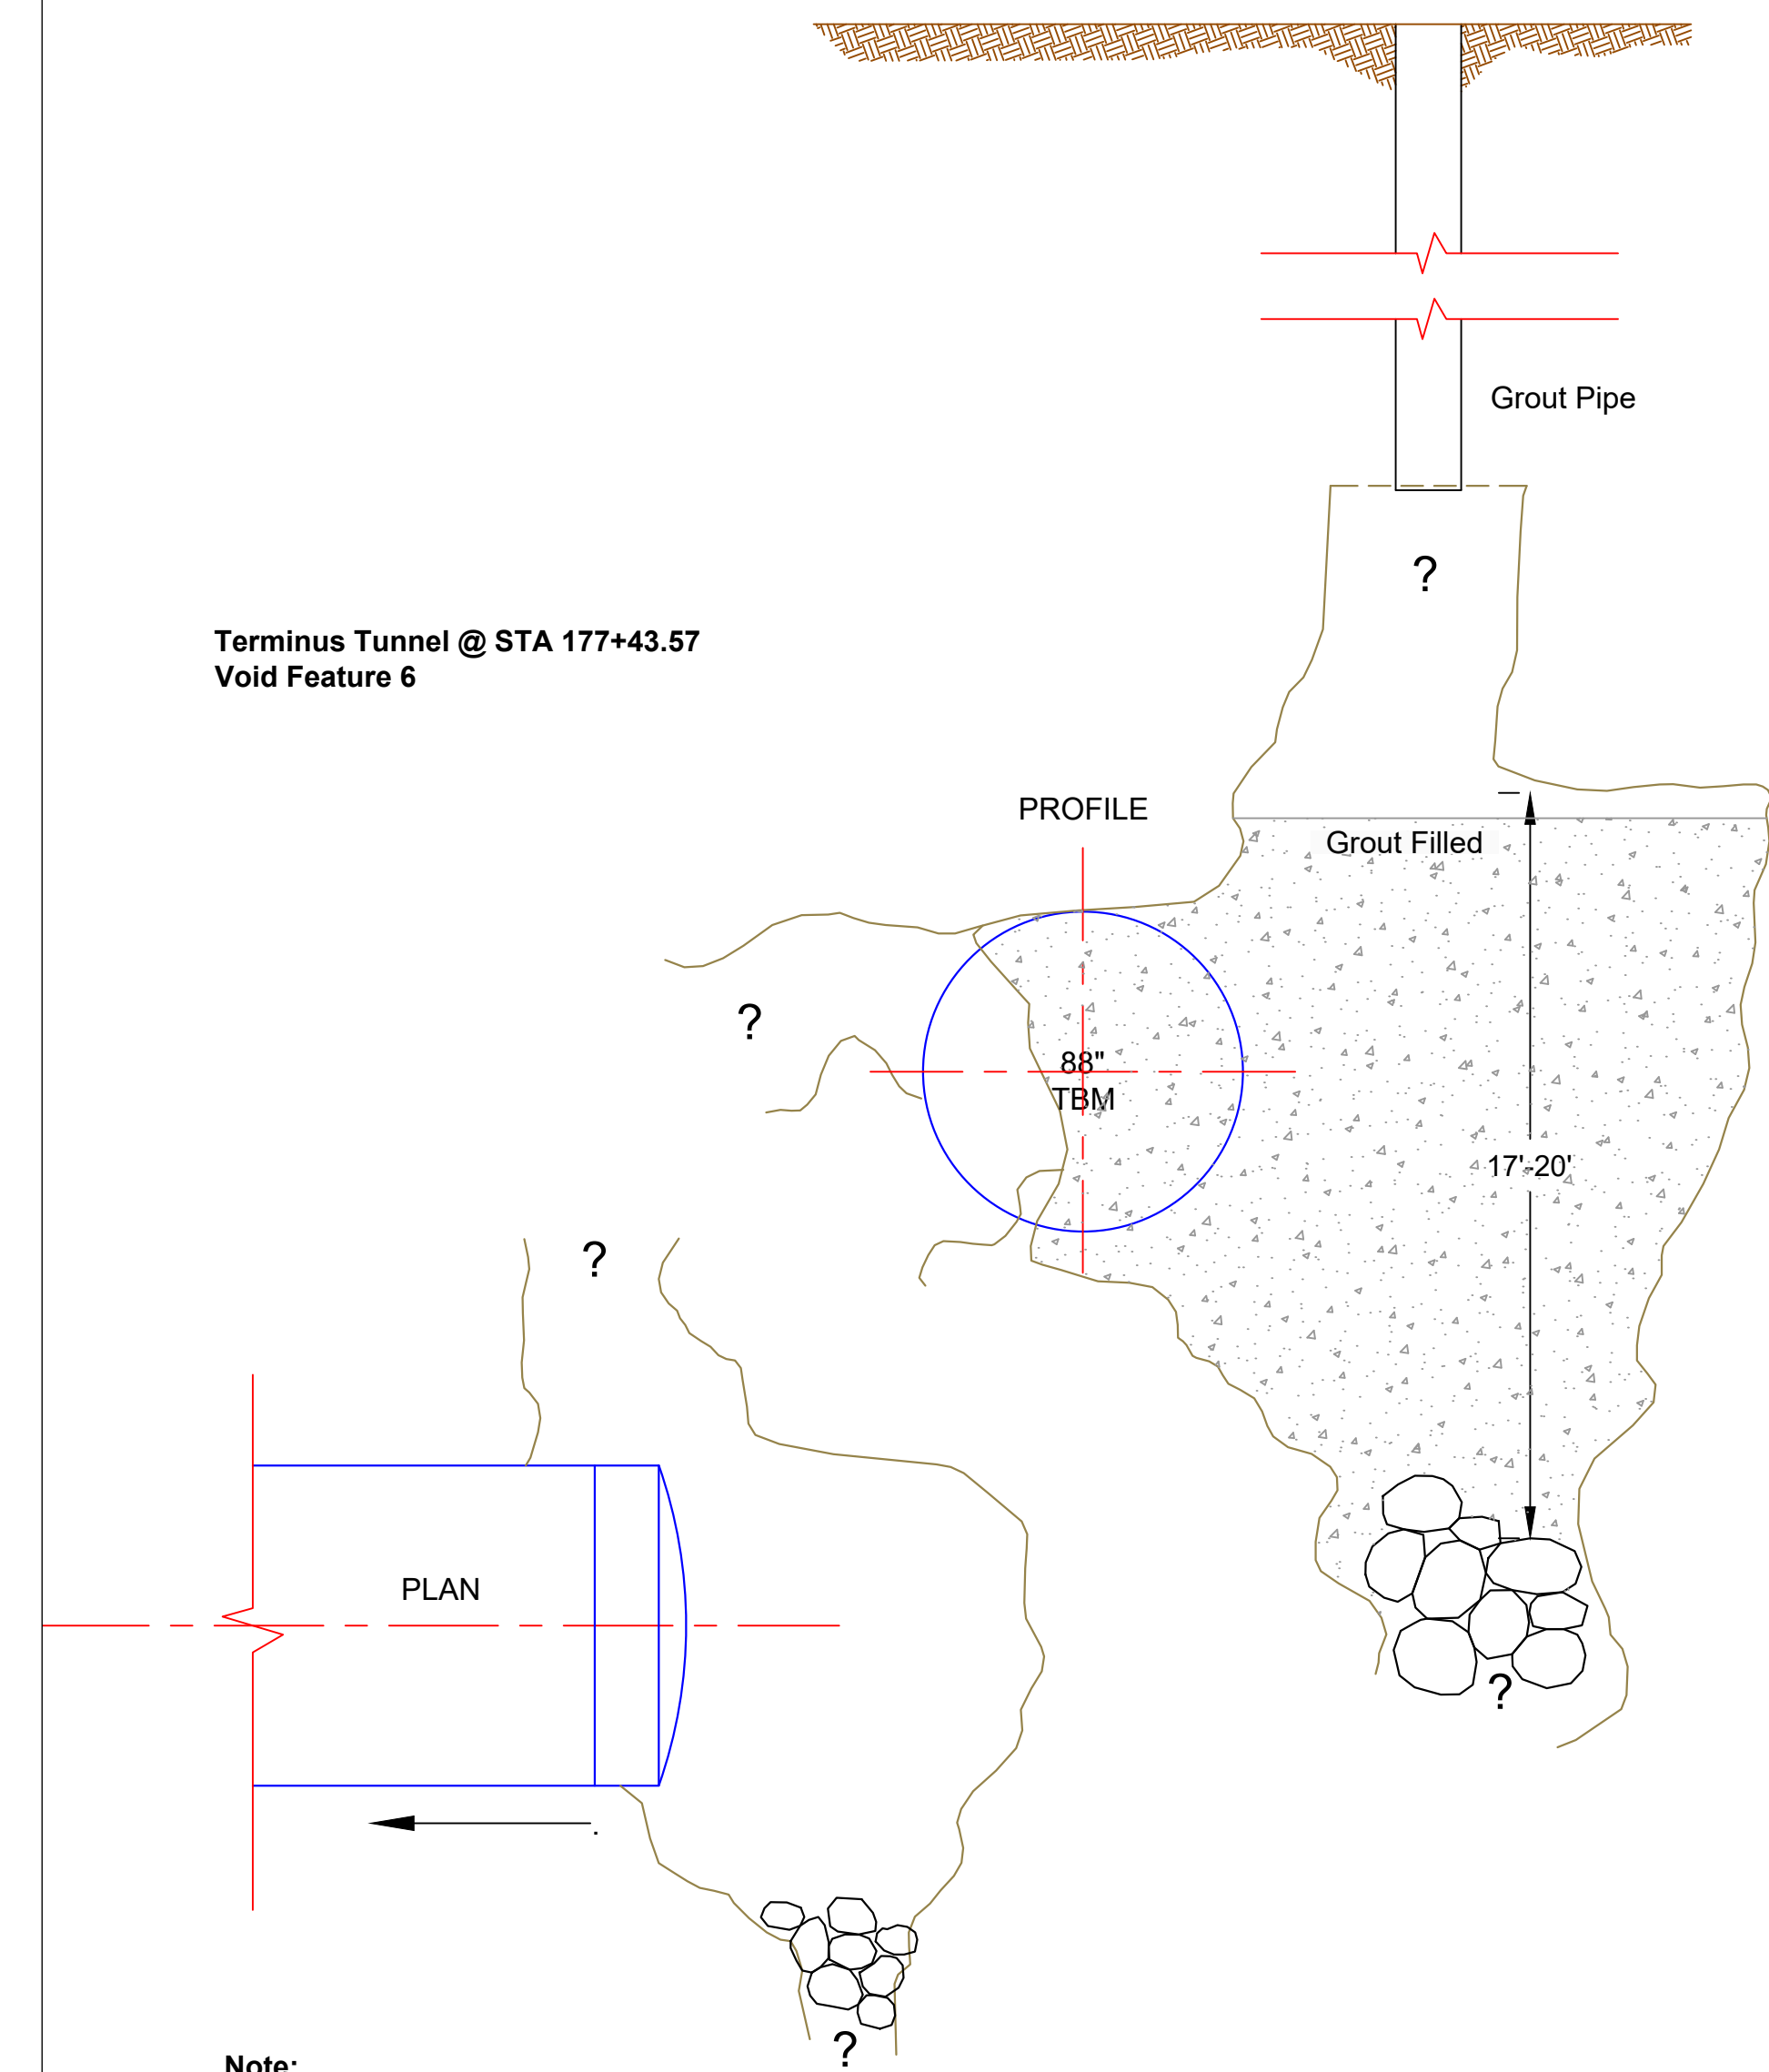 Grout Pipe
?
Terminus Tunnel @ STA 177+43.57
Void Feature 6
PROFILE
Grout Filled
?
88"
TBM
17'-20'
?
PLAN
?
?
Note: